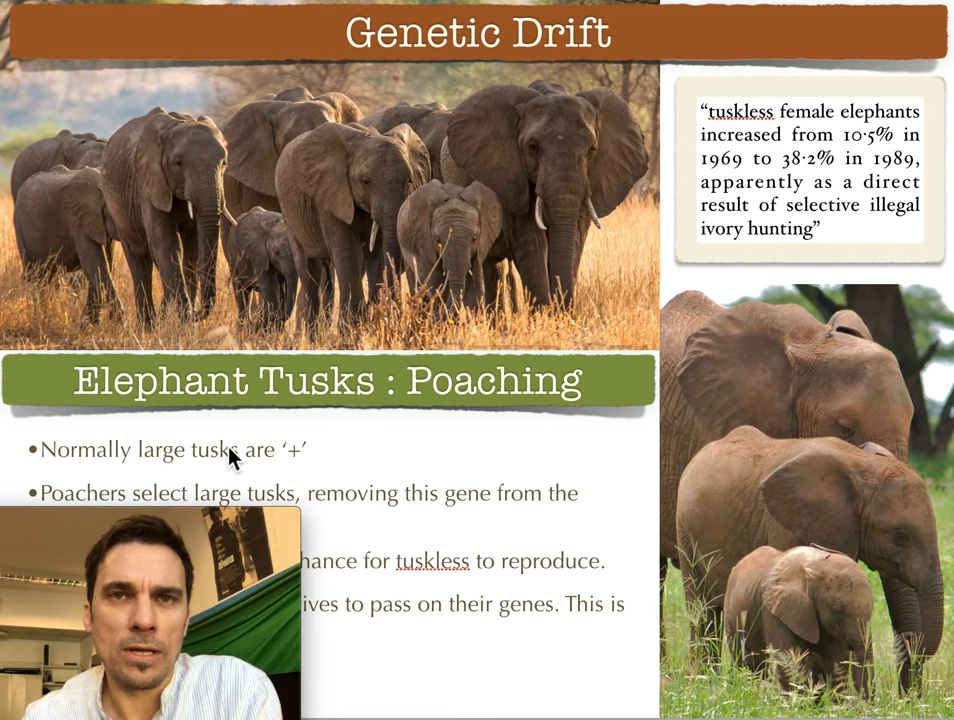 Genetic Drift
“tuskless female elephants
increased from 10·5% in
1969 to 38·2% in 1989,
apparently as a direct
result of selective illegal
ivory hunting”
Elephant Tusks : Poaching
•Normally large tusks are ‘+’
•Poachers select large tusks, removing this gene from the
hance for tuskless to reproduce.
ives to pass on their genes. This is